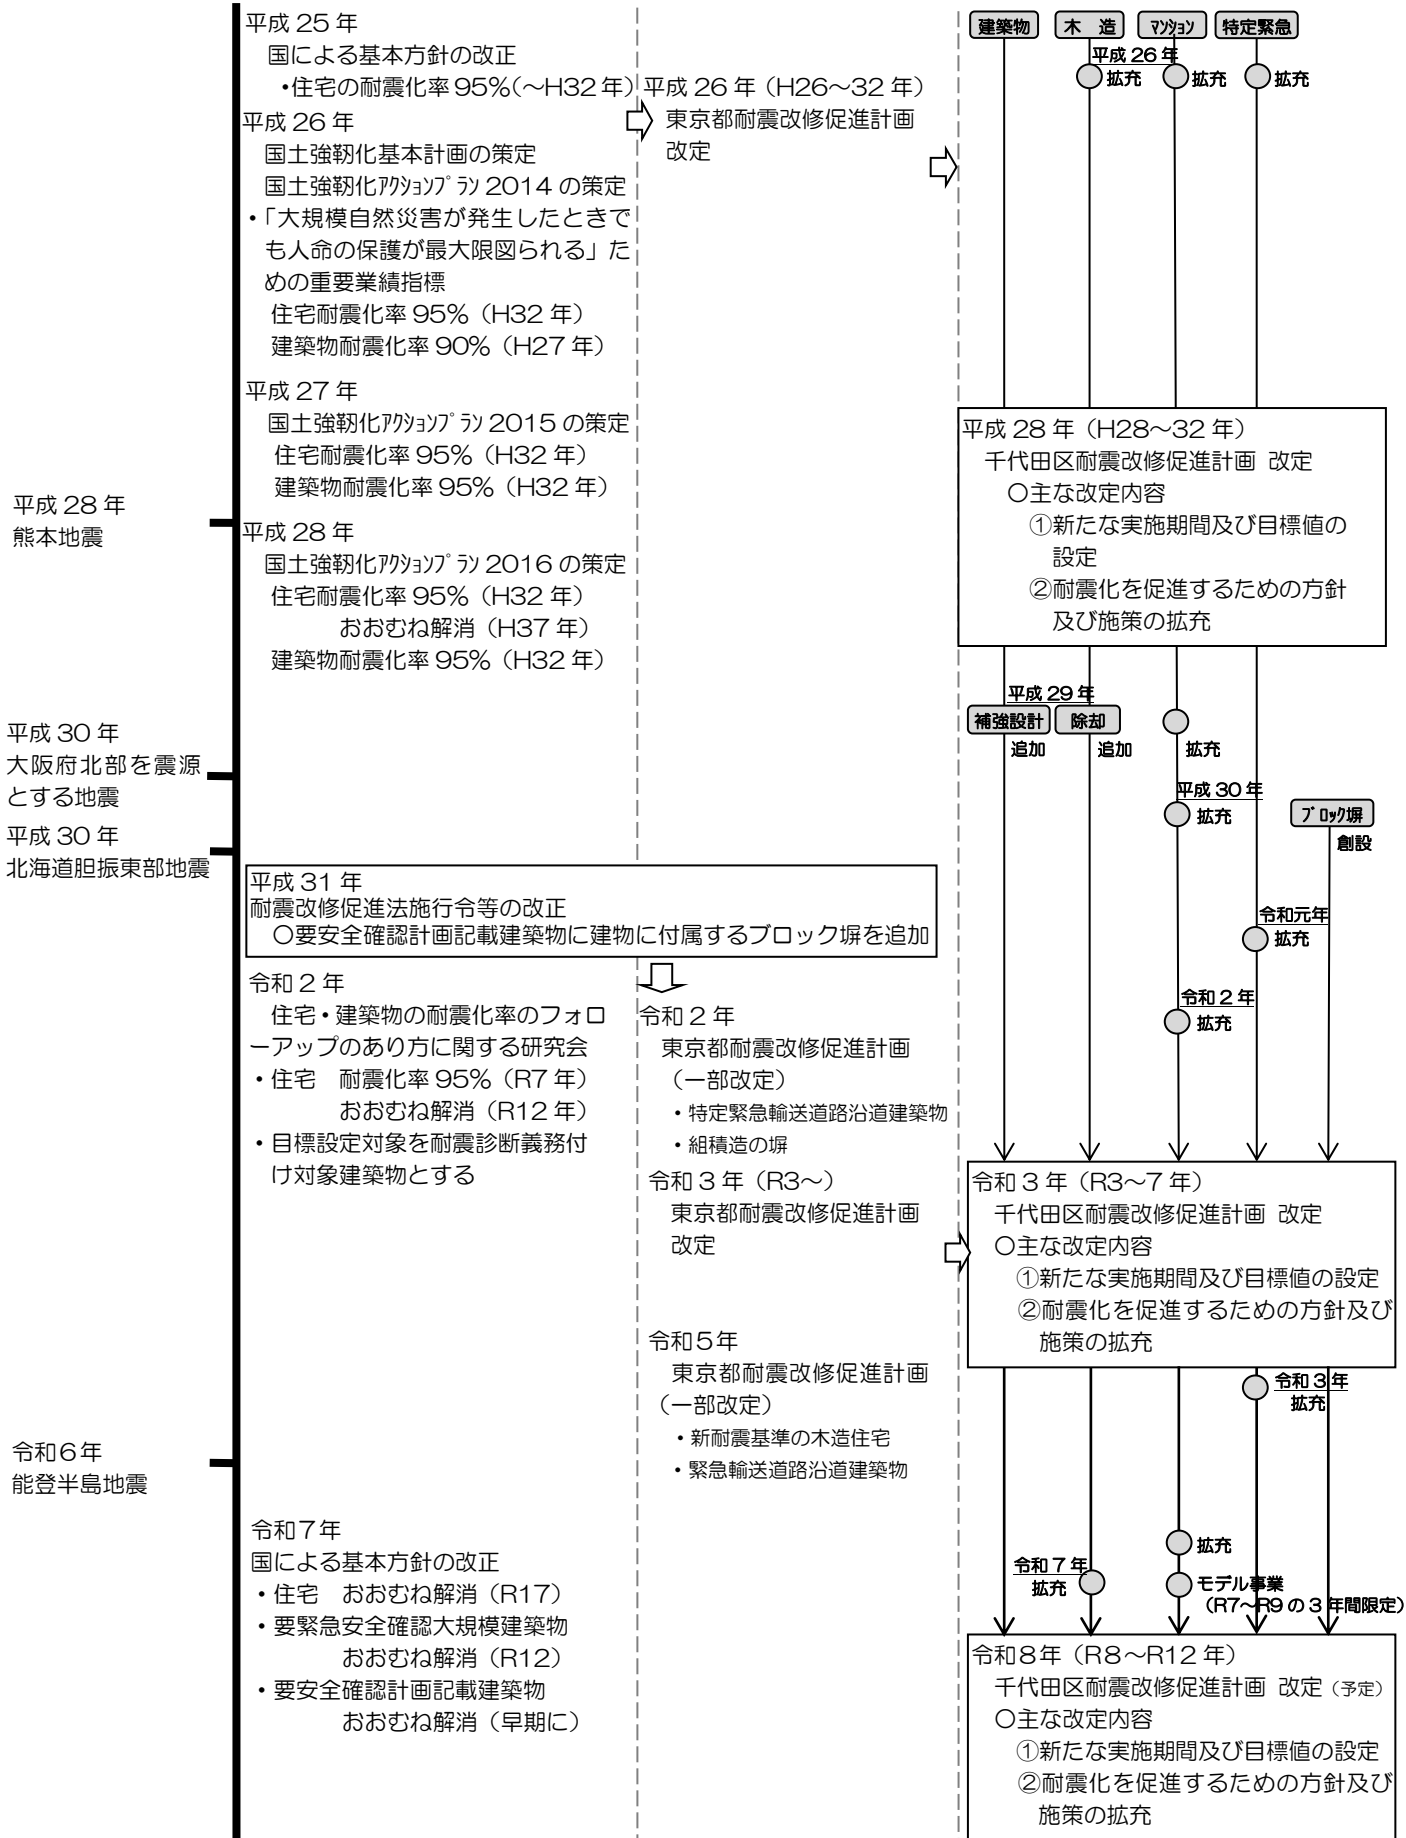 平成 28 年
熊本地震
平成 30 年
大阪府北部を震源
とする地震
平成 30 年
北海道胆振東部地震
令和６年
能登半島地震
平成 25 年
国による基本方針の改正
・住宅の耐震化率 95%（～H32 年）
平成 26 年
国土強靭化基本計画の策定
国土強靭化ｱｸｼｮﾝﾌﾟﾗﾝ 2014 の策定
・「大規模自然災害が発生したときで
も人命の保護が最大限図られる」た
めの重要業績指標
住宅耐震化率 95%（H32 年）
建築物耐震化率 90%（H27 年）
平成 27 年
国土強靭化ｱｸｼｮﾝﾌﾟﾗﾝ 2015 の策定
住宅耐震化率 95%（H32 年）
建築物耐震化率 95%（H32 年）
平成 28 年
国土強靭化ｱｸｼｮﾝﾌﾟﾗﾝ 2016 の策定
住宅耐震化率 95%（H32 年）
おおむね解消（H37 年）
建築物耐震化率 95%（H32 年）
平成 31 年
耐震改修促進法施行令等の改正
○要安全確認計画記載建築物に建物に付属するブロック塀を追加
令和 2 年
住宅・建築物の耐震化率のフォロ
ーアップのあり方に関する研究会
・住宅　耐震化率 95%（R7 年）
おおむね解消（R12 年）
・目標設定対象を耐震診断義務付
け対象建築物とする
令和７年
国による基本方針の改正
・住宅　おおむね解消（R17）
・要緊急安全確認大規模建築物
おおむね解消（R12）
・要安全確認計画記載建築物
おおむね解消（早期に）
平成 26 年（H26～32 年）
東京都耐震改修促進計画
改定
令和 2 年
東京都耐震改修促進計画
（一部改定）
・特定緊急輸送道路沿道建築物
・組積造の塀
令和 3 年（R3～）
東京都耐震改修促進計画
改定
令和５年
東京都耐震改修促進計画
（一部改定）
・新耐震基準の木造住宅
・緊急輸送道路沿道建築物
建築物
木　造
ﾏﾝｼｮﾝ
特定緊急
平成 26 年
拡充
拡充
拡充
平成 28 年（H28～32 年）
千代田区耐震改修促進計画 改定
○主な改定内容
①新たな実施期間及び目標値の
設定
②耐震化を促進するための方針
及び施策の拡充
平成 29 年
補強設計
除却
追加
追加
拡充
平成 30 年
拡充
ﾌﾞﾛｯｸ塀
創設
令和元年
拡充
令和 2 年
拡充
令和 3 年（R3～7 年）
千代田区耐震改修促進計画 改定
○主な改定内容
①新たな実施期間及び目標値の設定
②耐震化を促進するための方針及び
施策の拡充
令和 3 年
拡充
拡充
令和 7 年
拡充
モデル事業
（R7～R9 の 3 年間限定）
令和８年（R8～R12 年）
千代田区耐震改修促進計画 改定（予定）
○主な改定内容
①新たな実施期間及び目標値の設定
②耐震化を促進するための方針及び
施策の拡充